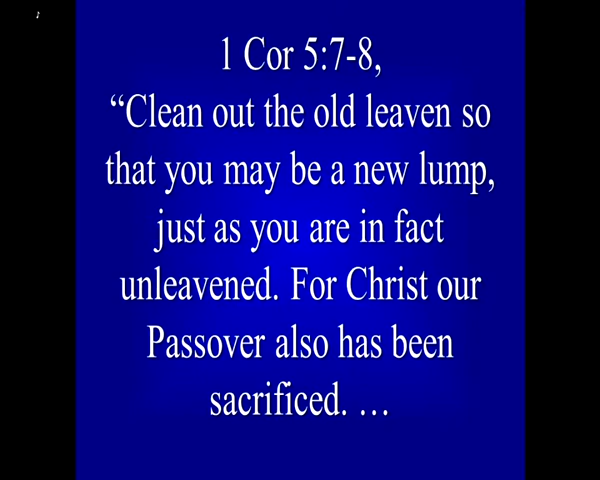 1 Cor 5:7-8,
“Clean out the old leaven so
that you may be a new lump,
just as you are in fact
unleavened. For Christ our
Passover also has been
sacrificed. …